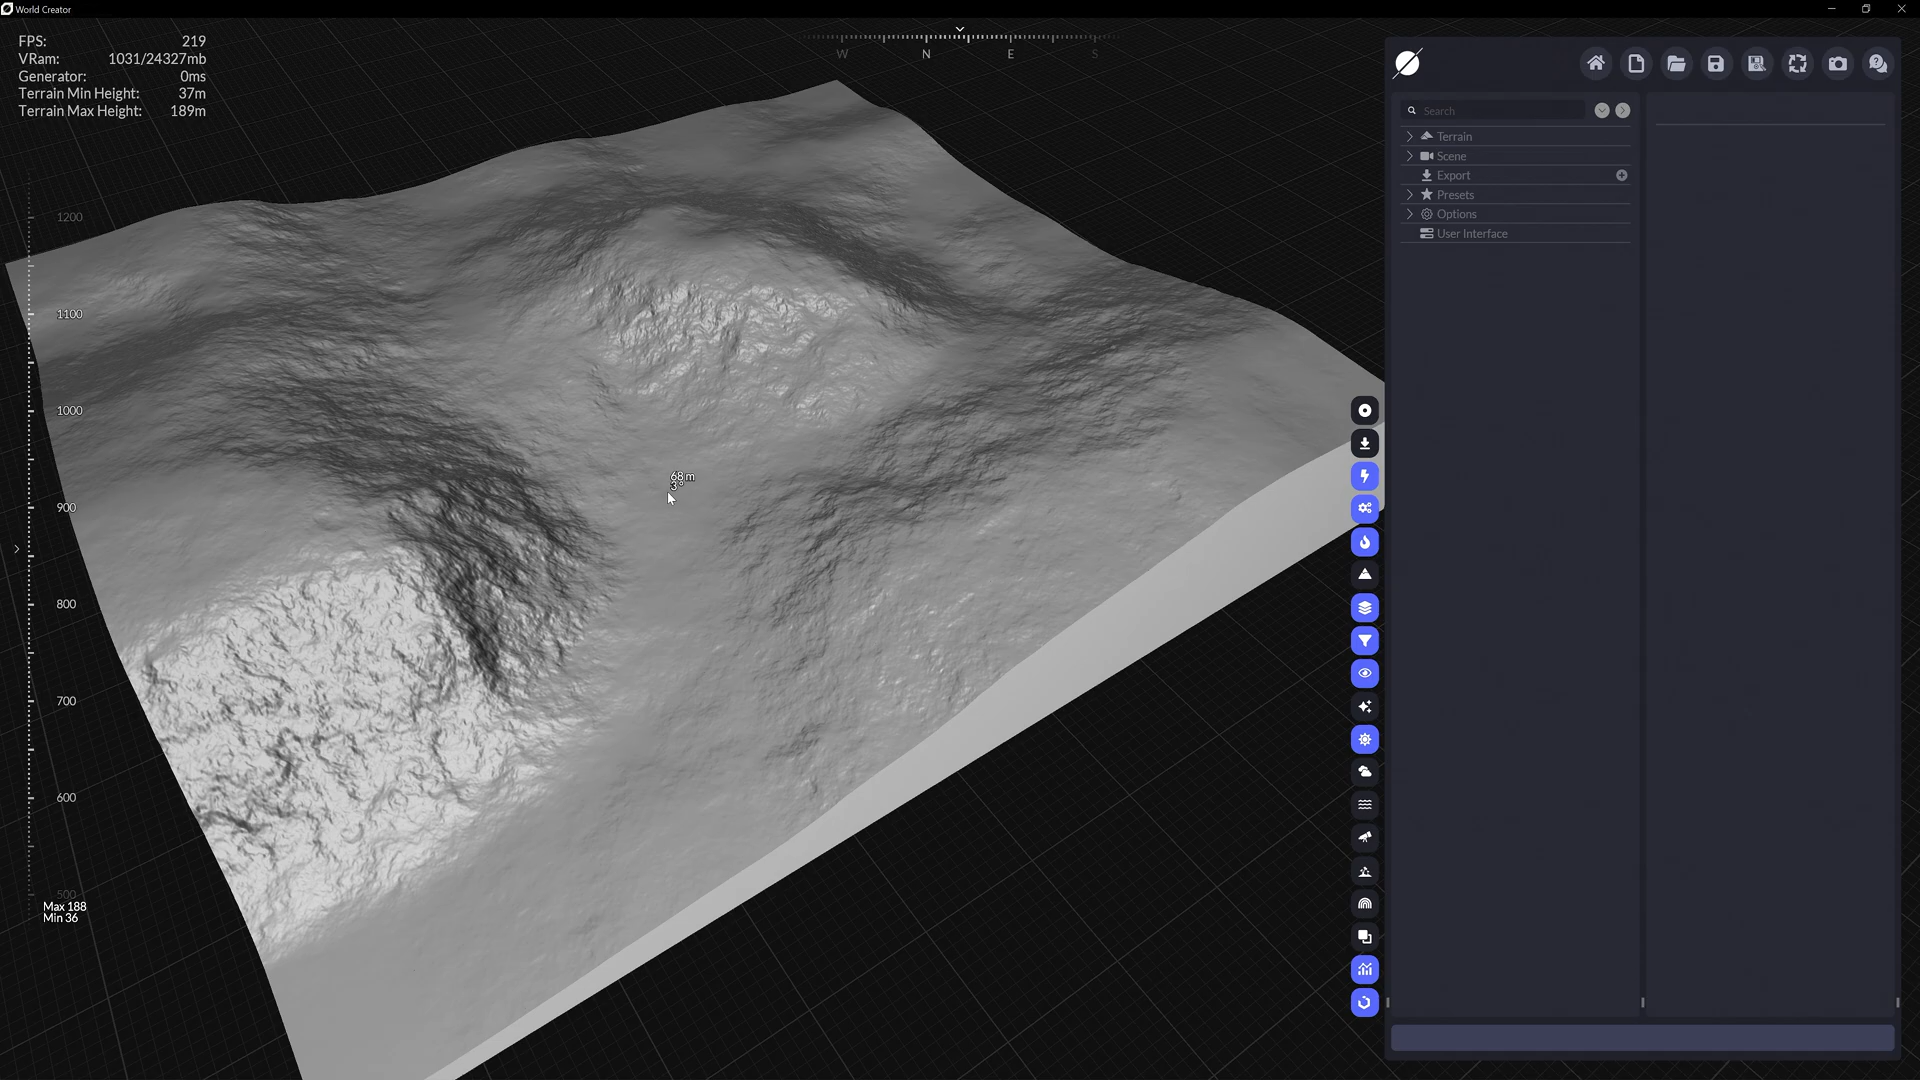 World Creator
FPS: 219
VRam: 1031/24327mb
Generator: 0ms
Terrain Min Height: 37m
Terrain Max Height: 189m
W N E S
Search
Terrain
Scene
Export
Presets
Options
User Interface
1200
1100
1000
900
800
700
600
500
Max 188
Min 36
68 m
3°